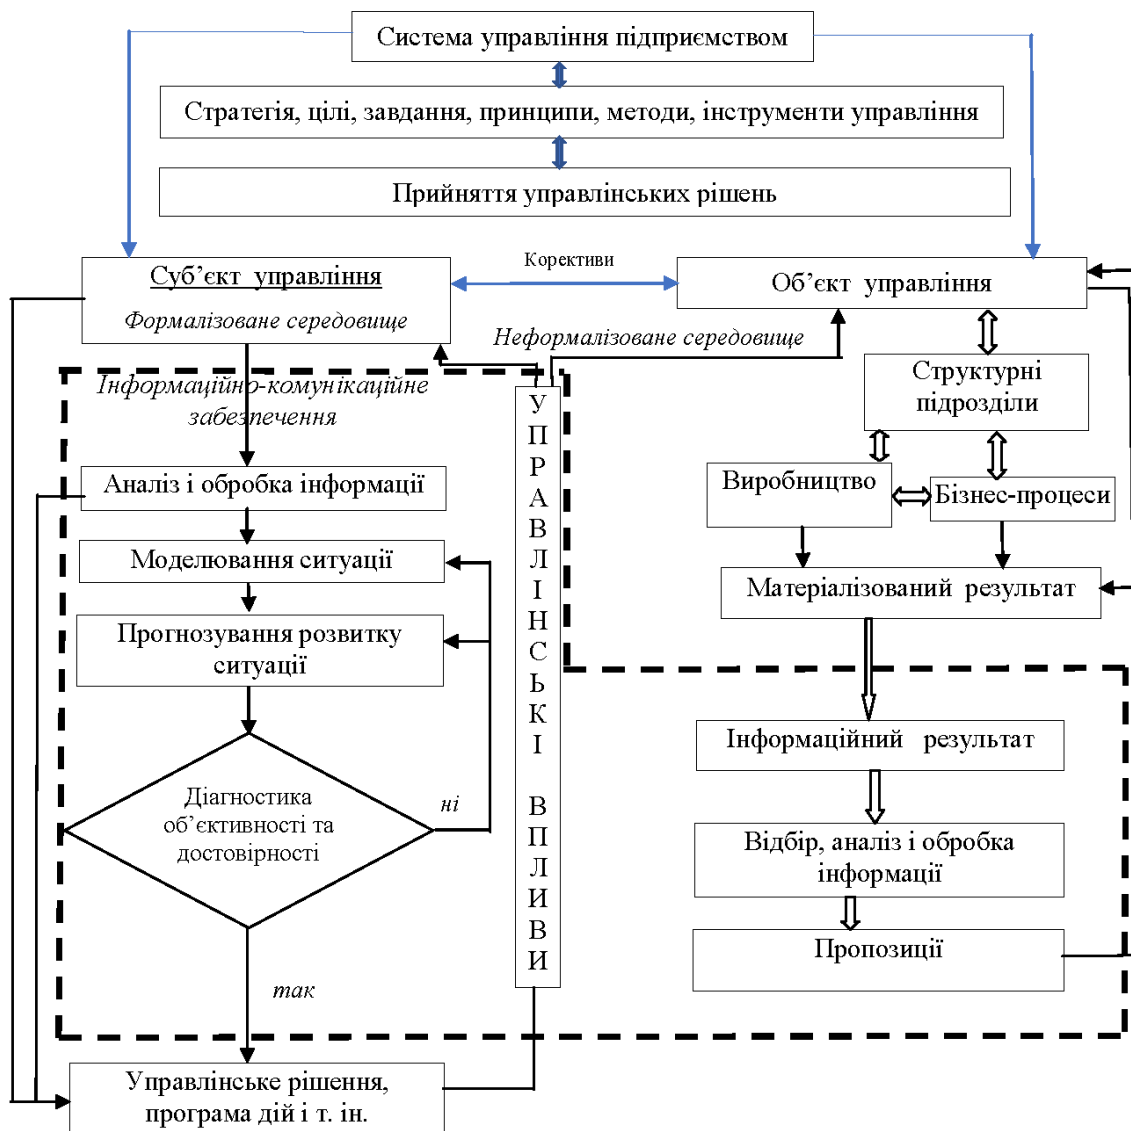 Система управління підприємством
Стратегія, цілі, завдання, принципи, методи, інструменти управління
Прийняття управлінських рішень
Суб’єкт управління
Формалізоване середовище
Корективи
Об’єкт управління
Неформалізоване середовище
Інформаційно-комунікаційне
забезпечення
Структурні
підрозділи
Аналіз і обробка інформації
Виробництво
Бізнес-процеси
Моделювання ситуації
Матеріалізований результат
Прогнозування розвитку
ситуації
УПРАВЛІНСЬКІ ВПЛИВИ
Інформаційний результат
Діагностика
об’єктивності та
достовірності
ні
Відбір, аналіз і обробка
інформації
Пропозиції
так
Управлінське рішення,
програма дій і т. ін.